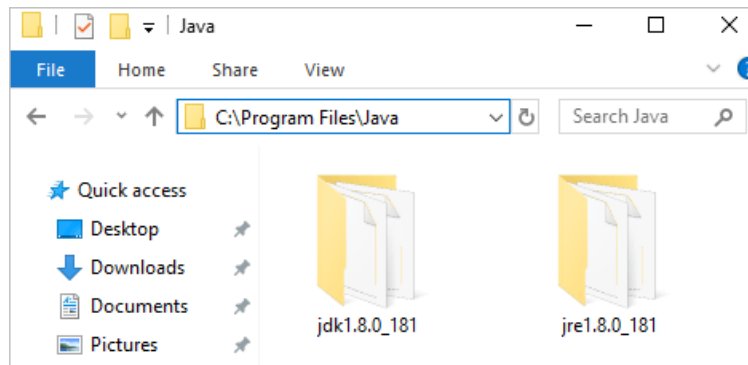 Java
File Home Share View
C:\Program Files\Java Search Java
Quick access
Desktop
Downloads
Documents
Pictures
jdk1.8.0_181 jre1.8.0_181